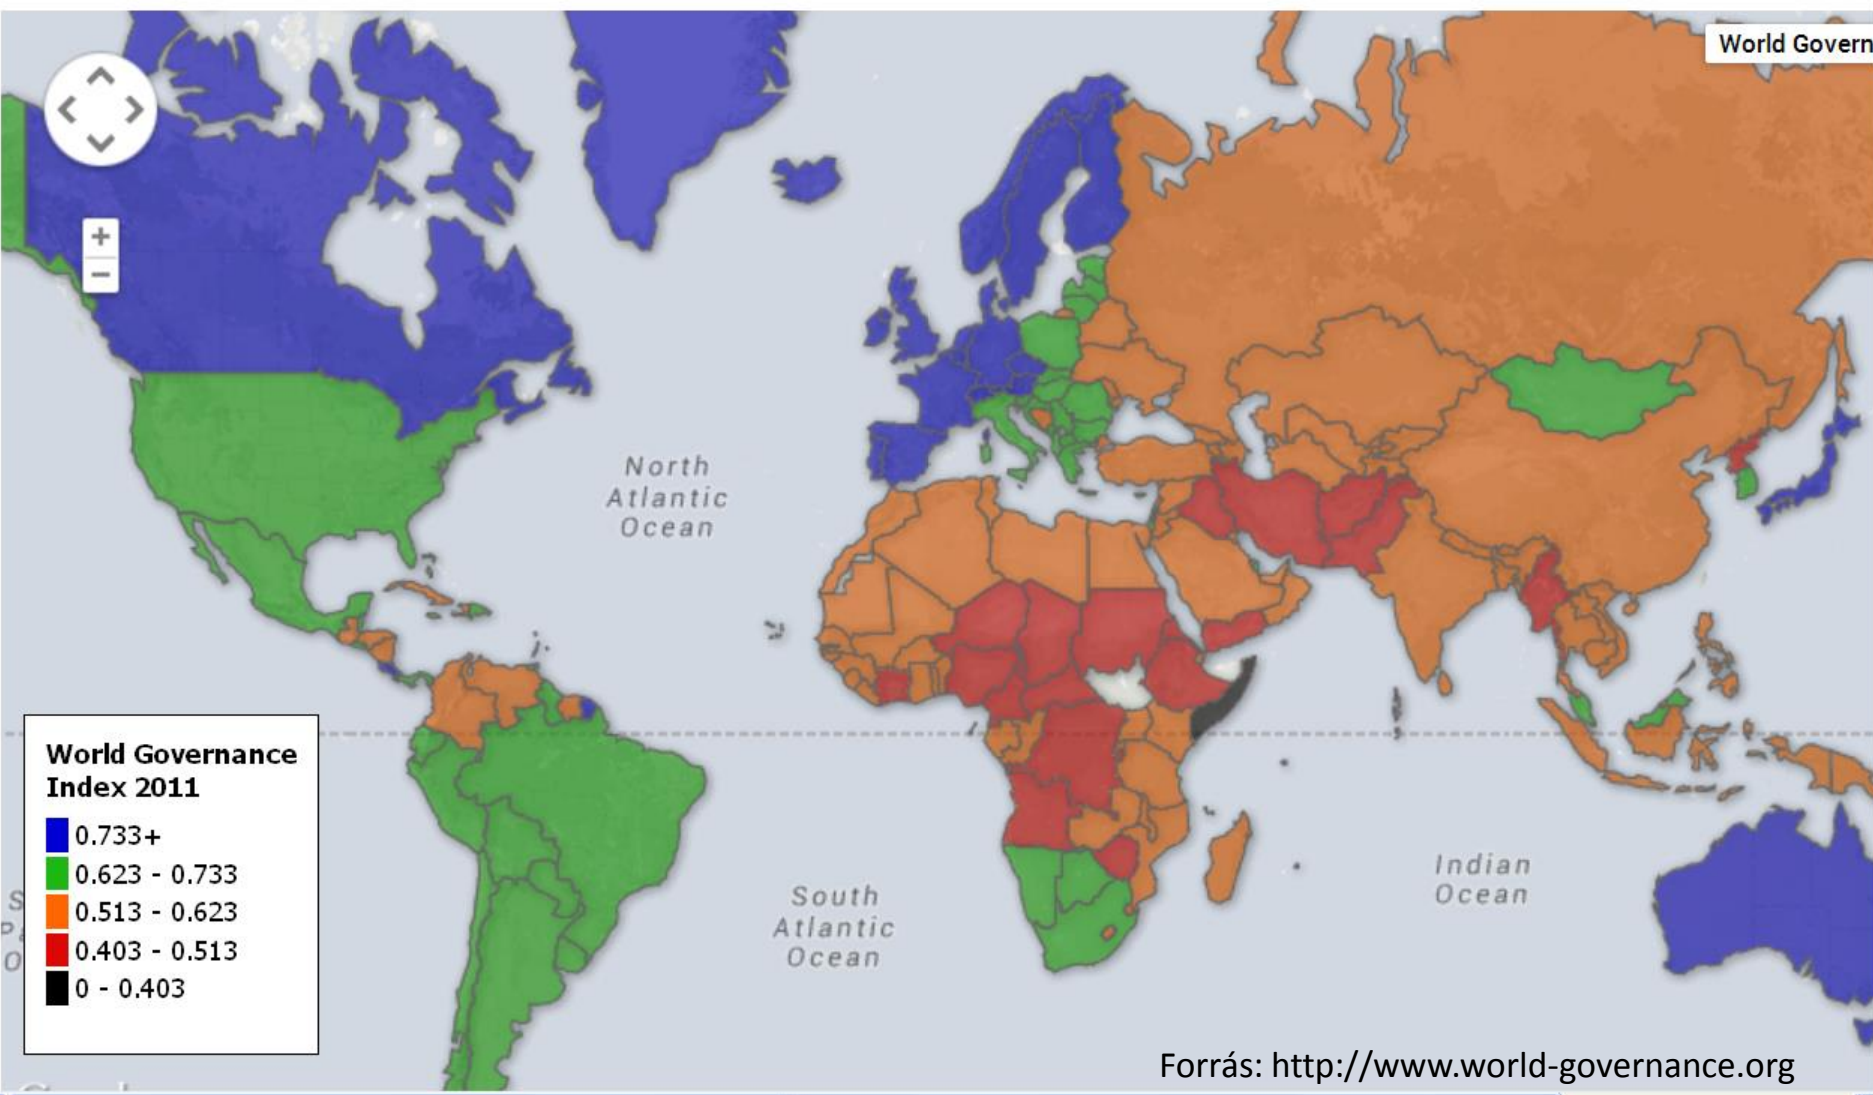 World Govern
+
−
North
Atlantic
Ocean
World Governance
Index 2011
0.733+
0.623 - 0.733
0.513 - 0.623
0.403 - 0.513
0 - 0.403
South
Atlantic
Ocean
Indian
Ocean
Forrás: http://www.world-governance.org